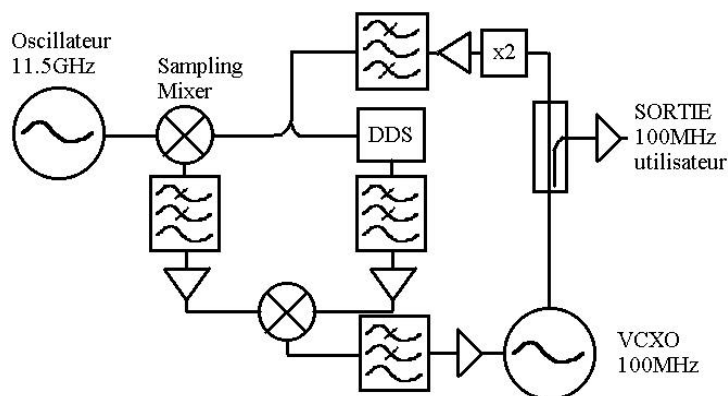 Oscillateur
11.5GHz
Sampling
Mixer
x2
DDS
SORTIE
100MHz
utilisateur
VCXO
100MHz